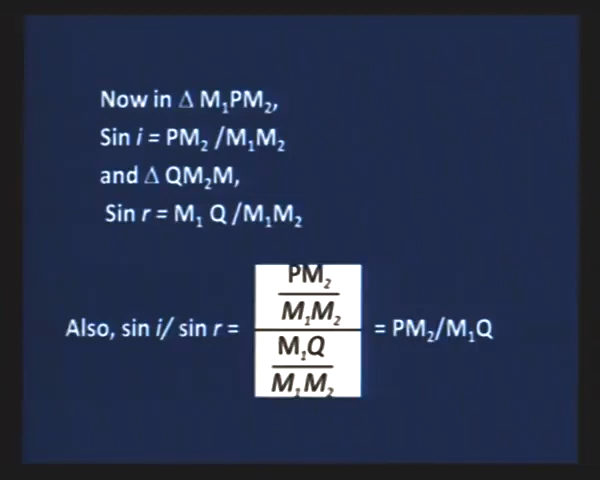 Now in Δ M₁PM₂,
Sin i = PM₂ /M₁M₂
and Δ QM₂M,
Sin r = M₁ Q /M₁M₂
Also, sin i/ sin r = PM₂/M₁M₂ / M₁Q/M₁M₂ = PM₂/M₁Q